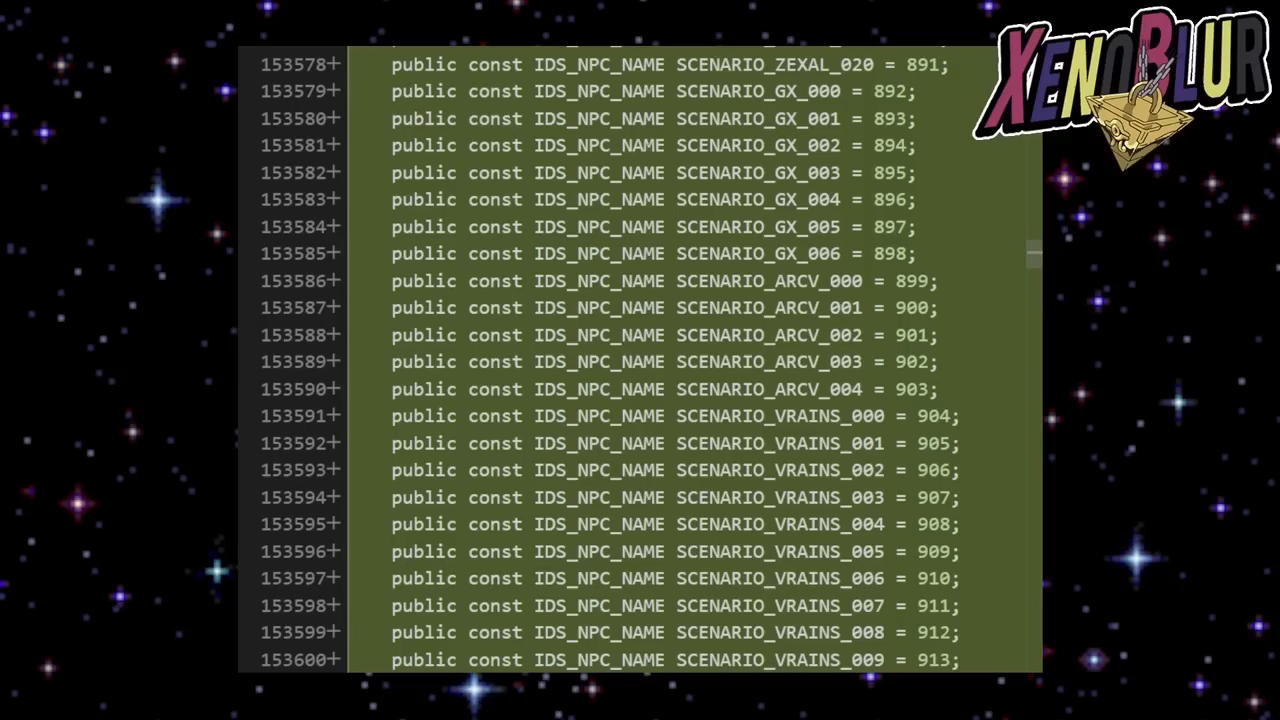 XENOBLUR
153578+ public const IDS_NPC_NAME SCENARIO_ZEXAL_020 = 891;
153579+ public const IDS_NPC_NAME SCENARIO_GX_000 = 892;
153580+ public const IDS_NPC_NAME SCENARIO_GX_001 = 893;
153581+ public const IDS_NPC_NAME SCENARIO_GX_002 = 894;
153582+ public const IDS_NPC_NAME SCENARIO_GX_003 = 895;
153583+ public const IDS_NPC_NAME SCENARIO_GX_004 = 896;
153584+ public const IDS_NPC_NAME SCENARIO_GX_005 = 897;
153585+ public const IDS_NPC_NAME SCENARIO_GX_006 = 898;
153586+ public const IDS_NPC_NAME SCENARIO_ARCV_000 = 899;
153587+ public const IDS_NPC_NAME SCENARIO_ARCV_001 = 900;
153588+ public const IDS_NPC_NAME SCENARIO_ARCV_002 = 901;
153589+ public const IDS_NPC_NAME SCENARIO_ARCV_003 = 902;
153590+ public const IDS_NPC_NAME SCENARIO_ARCV_004 = 903;
153591+ public const IDS_NPC_NAME SCENARIO_VRAINS_000 = 904;
153592+ public const IDS_NPC_NAME SCENARIO_VRAINS_001 = 905;
153593+ public const IDS_NPC_NAME SCENARIO_VRAINS_002 = 906;
153594+ public const IDS_NPC_NAME SCENARIO_VRAINS_003 = 907;
153595+ public const IDS_NPC_NAME SCENARIO_VRAINS_004 = 908;
153596+ public const IDS_NPC_NAME SCENARIO_VRAINS_005 = 909;
153597+ public const IDS_NPC_NAME SCENARIO_VRAINS_006 = 910;
153598+ public const IDS_NPC_NAME SCENARIO_VRAINS_007 = 911;
153599+ public const IDS_NPC_NAME SCENARIO_VRAINS_008 = 912;
153600+ public const IDS_NPC_NAME SCENARIO_VRAINS_009 = 913;